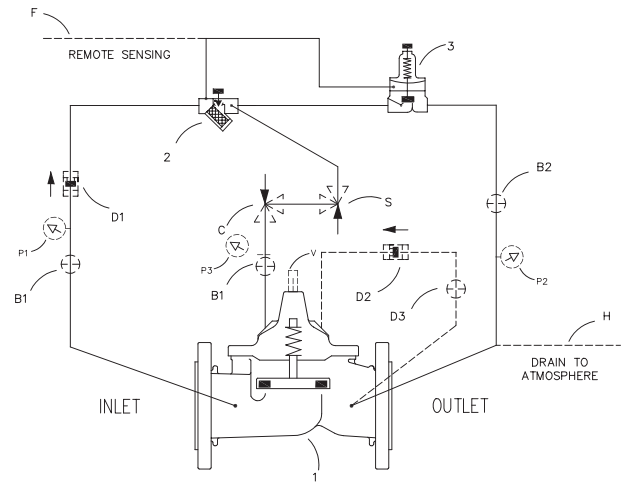 F
REMOTE SENSING
3
2
B2
D1
C
S
P1
P3
V
B1
B1
D2
D3
P2
H
DRAIN TO
ATMOSPHERE
INLET
OUTLET
1